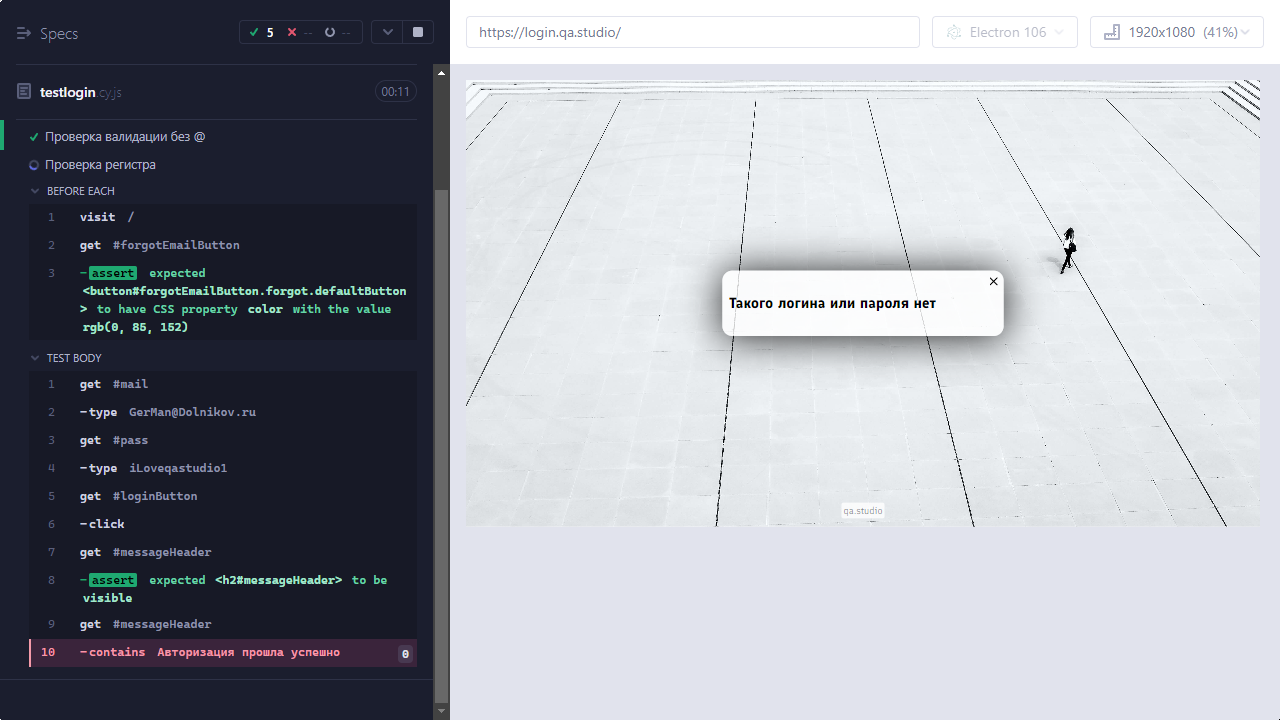 Specs
5
--
--
testlogin.cy.js
00:11
Проверка валидации без @
Проверка регистра
BEFORE EACH
1 visit /
2 get #forgotEmailButton
3 -assert expected
<button#forgotEmailButton.forgot.defaultButton
> to have CSS property color with the value
rgb(0, 85, 152)
TEST BODY
1 get #mail
2 -type GerMan@Dolnikov.ru
3 get #pass
4 -type iLoveqastudio1
5 get #loginButton
6 -click
7 get #messageHeader
8 -assert expected <h2#messageHeader> to be
visible
9 get #messageHeader
10 -contains Авторизация прошла успешно 0
https://login.qa.studio/
Electron 106
1920x1080 (41%)
Такого логина или пароля нет
qa.studio